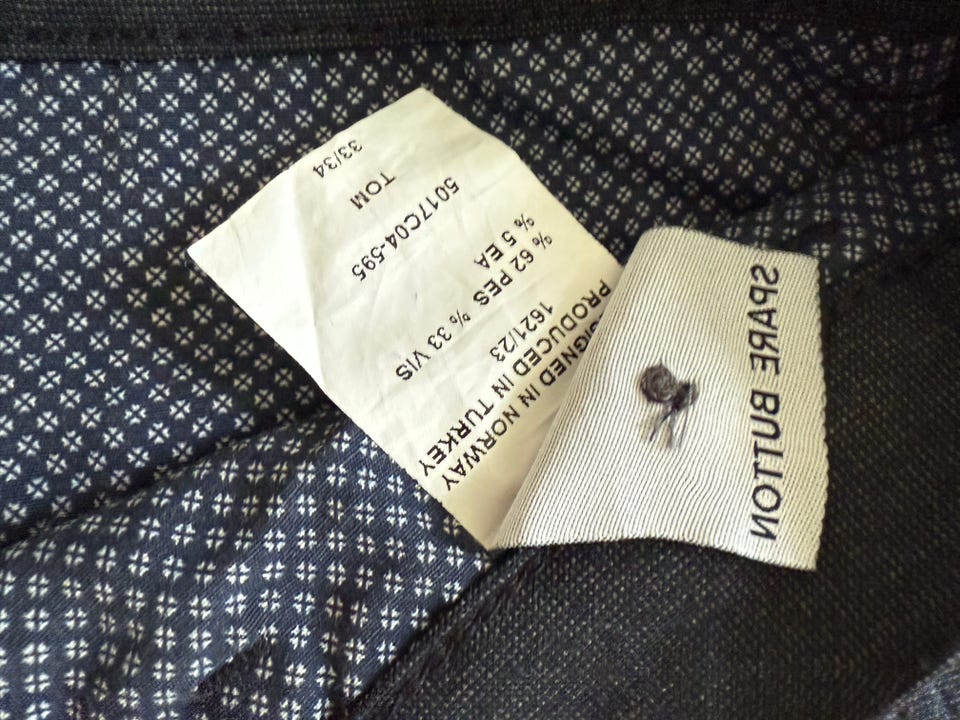 33/34
TOM
5017C04-595
% 62 PES % 33 VIS
% 5 EA
1621/23
PRODUCED IN TURKEY
SIGNED IN NORWAY
SPARE BUTTON